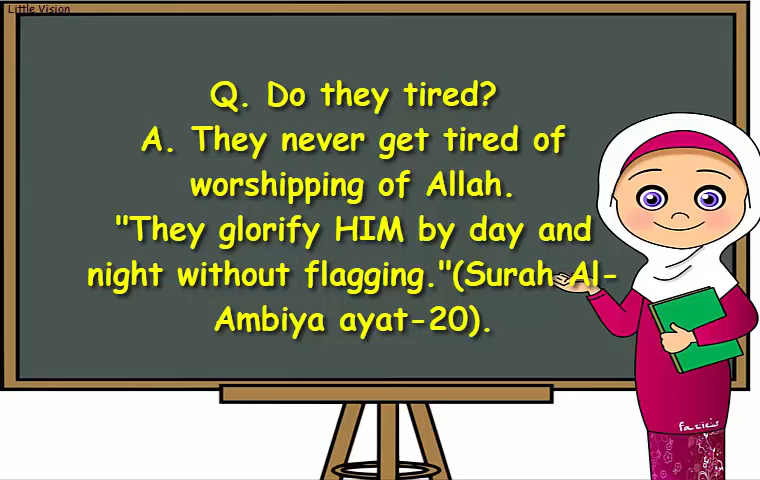 Little Vision
Q. Do they tired?
A. They never get tired of
worshipping of Allah.
"They glorify HIM by day and
night without flagging."(Surah Al-
Ambiya ayat-20).
fazie's